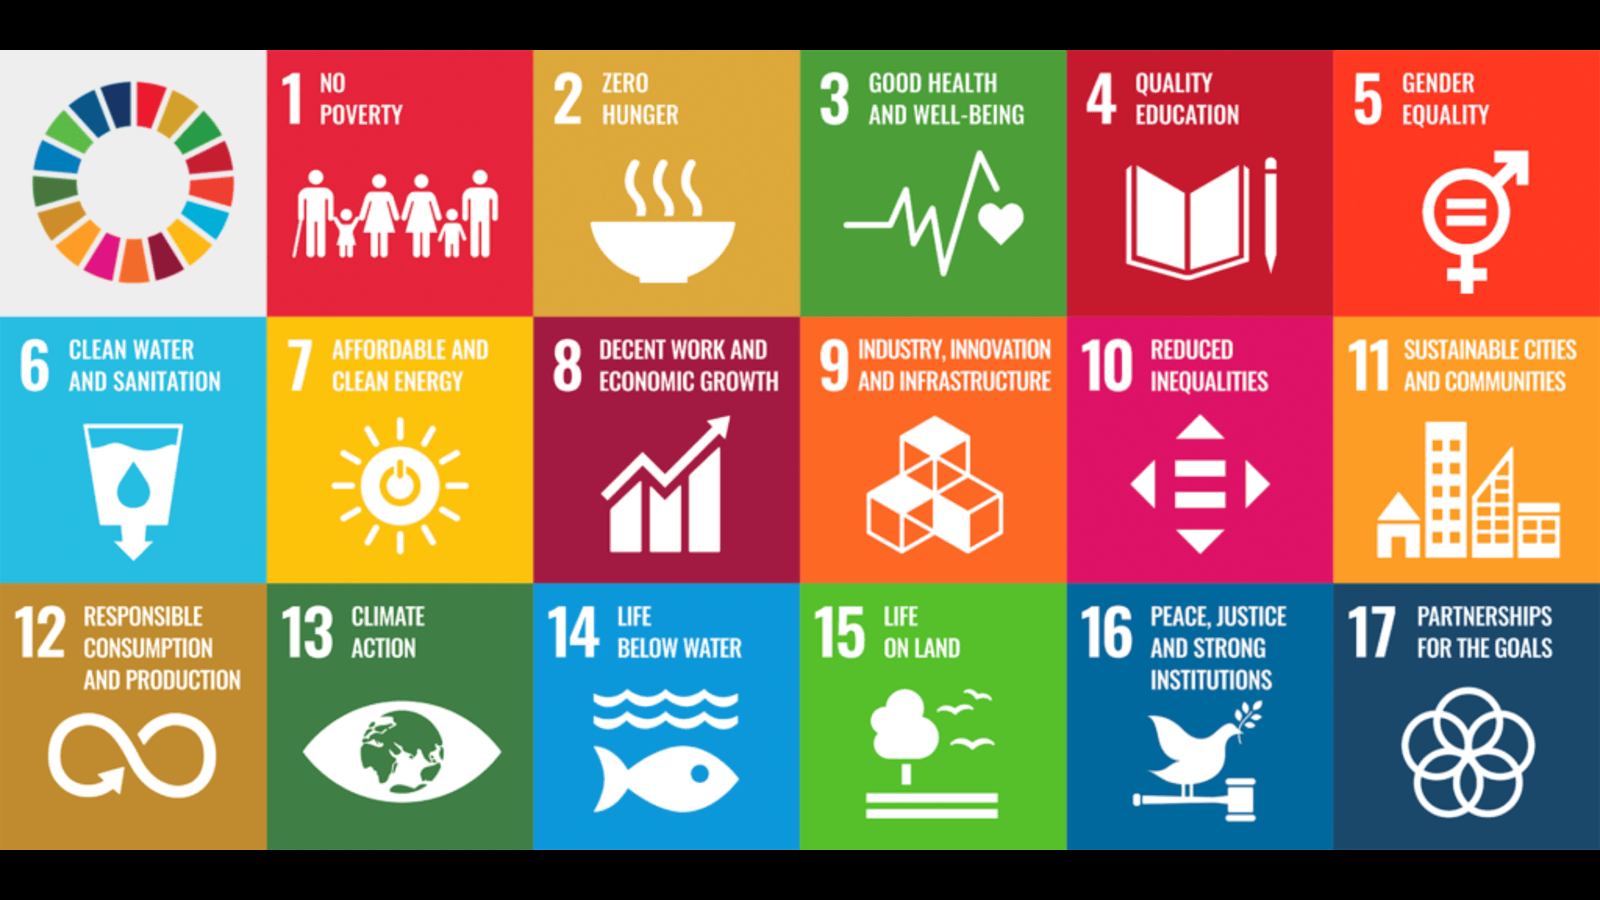 1 NO
POVERTY
2 ZERO
HUNGER
3 GOOD HEALTH
AND WELL-BEING
4 QUALITY
EDUCATION
5 GENDER
EQUALITY
6 CLEAN WATER
AND SANITATION
7 AFFORDABLE AND
CLEAN ENERGY
8 DECENT WORK AND
ECONOMIC GROWTH
9 INDUSTRY, INNOVATION
AND INFRASTRUCTURE
10 REDUCED
INEQUALITIES
11 SUSTAINABLE CITIES
AND COMMUNITIES
12 RESPONSIBLE
CONSUMPTION
AND PRODUCTION
13 CLIMATE
ACTION
14 LIFE
BELOW WATER
15 LIFE
ON LAND
16 PEACE, JUSTICE
AND STRONG
INSTITUTIONS
17 PARTNERSHIPS
FOR THE GOALS